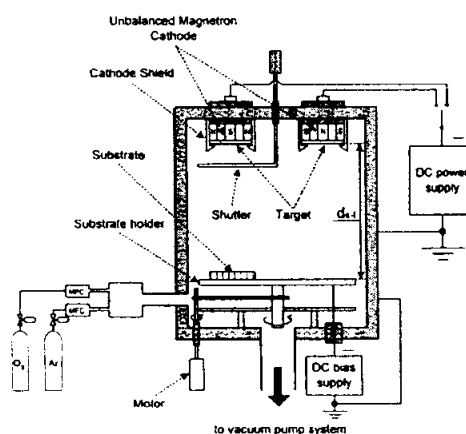 Unbalanced Magnetron
Cathode
Cathode Shield
Substrate
Shutter
Target
Substrate holder
DC power
supply
MFC
MFC
Ar
DC bias
supply
Motor
to vacuum pump system